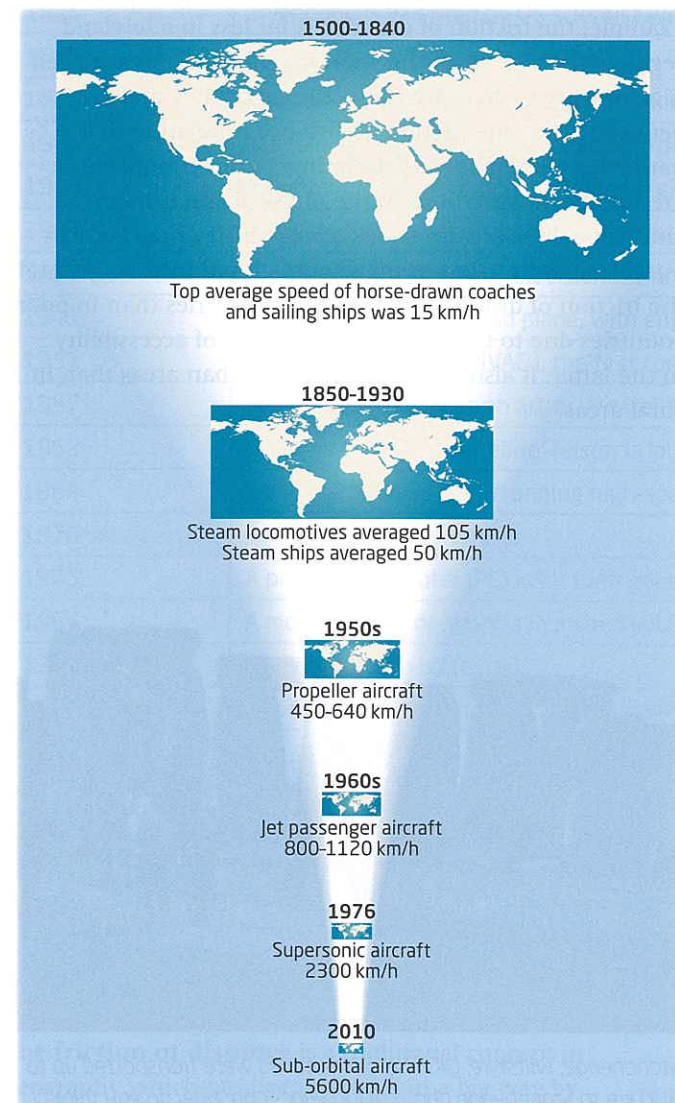 1500-1840
Top average speed of horse-drawn coaches
and sailing ships was 15 km/h
1850-1930
Steam locomotives averaged 105 km/h
Steam ships averaged 50 km/h
1950s
Propeller aircraft
450-640 km/h
1960s
Jet passenger aircraft
800-1120 km/h
1976
Supersonic aircraft
2300 km/h
2010
Sub-orbital aircraft
5600 km/h